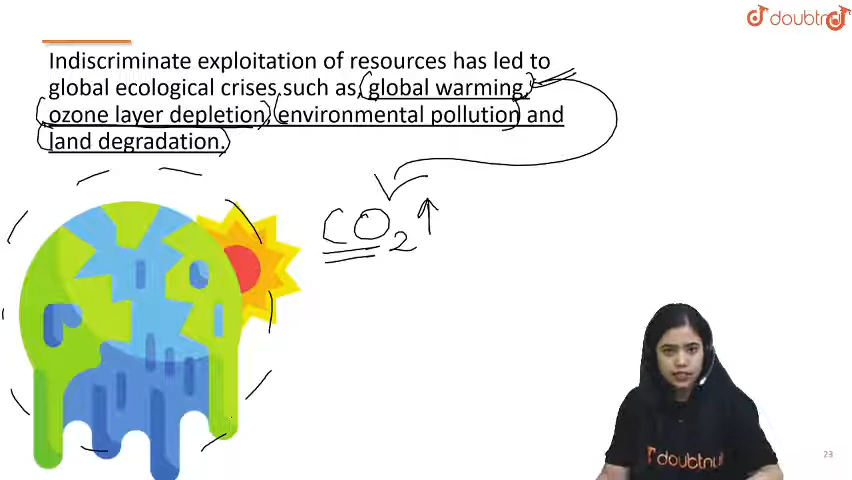 doubtnut
Indiscriminate exploitation of resources has led to
global ecological crises such as, global warming,
ozone layer depletion, environmental pollution and
land degradation.
CO2 ↑
doubtnut
23